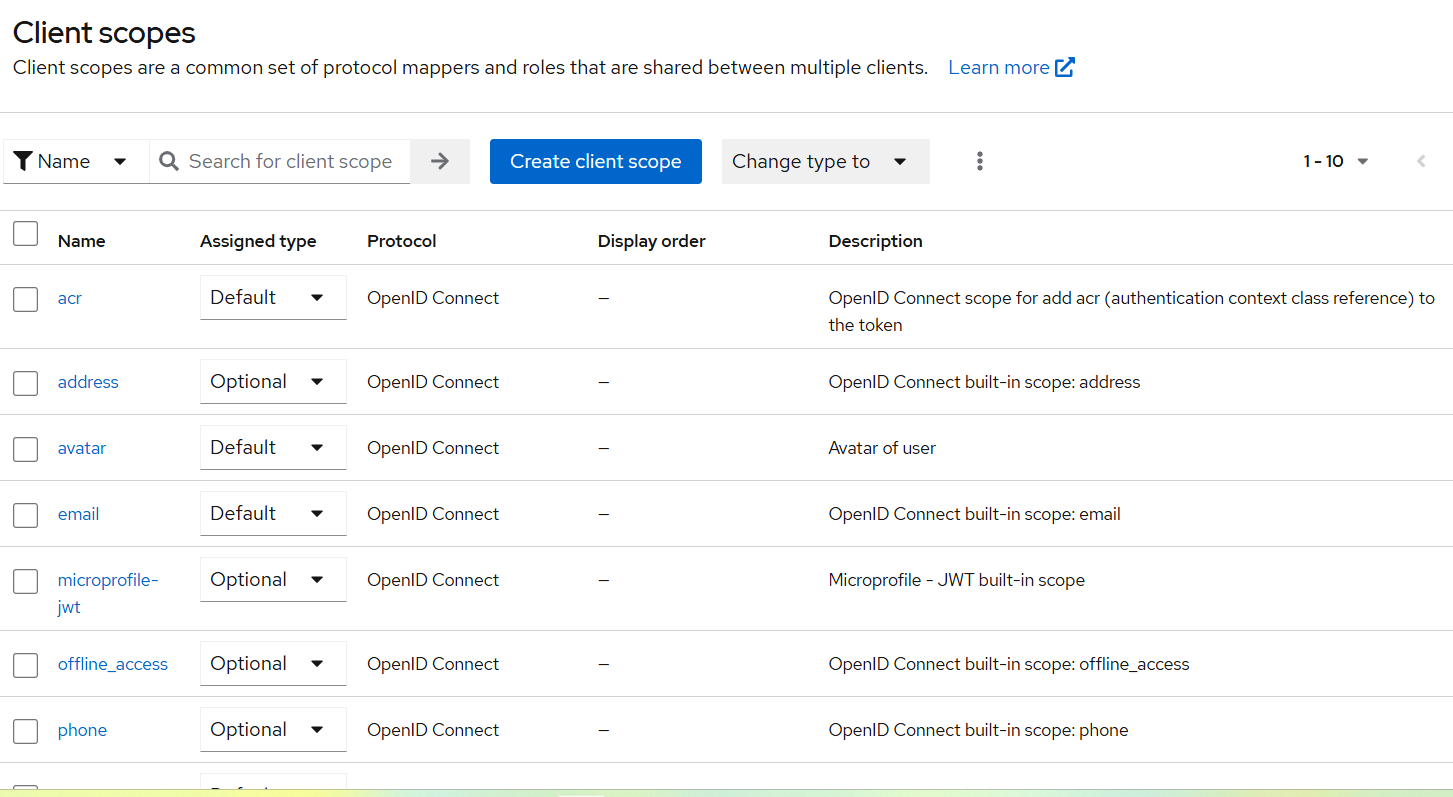 Client scopes
Client scopes are a common set of protocol mappers and roles that are shared between multiple clients. Learn more
Name Search for client scope Create client scope Change type to 1 - 10
Name Assigned type Protocol Display order Description
acr Default OpenID Connect – OpenID Connect scope for add acr (authentication context class reference) to
the token
address Optional OpenID Connect – OpenID Connect built-in scope: address
avatar Default OpenID Connect – Avatar of user
email Default OpenID Connect – OpenID Connect built-in scope: email
microprofile- Optional OpenID Connect – Microprofile - JWT built-in scope
jwt
offline_access Optional OpenID Connect – OpenID Connect built-in scope: offline_access
phone Optional OpenID Connect – OpenID Connect built-in scope: phone